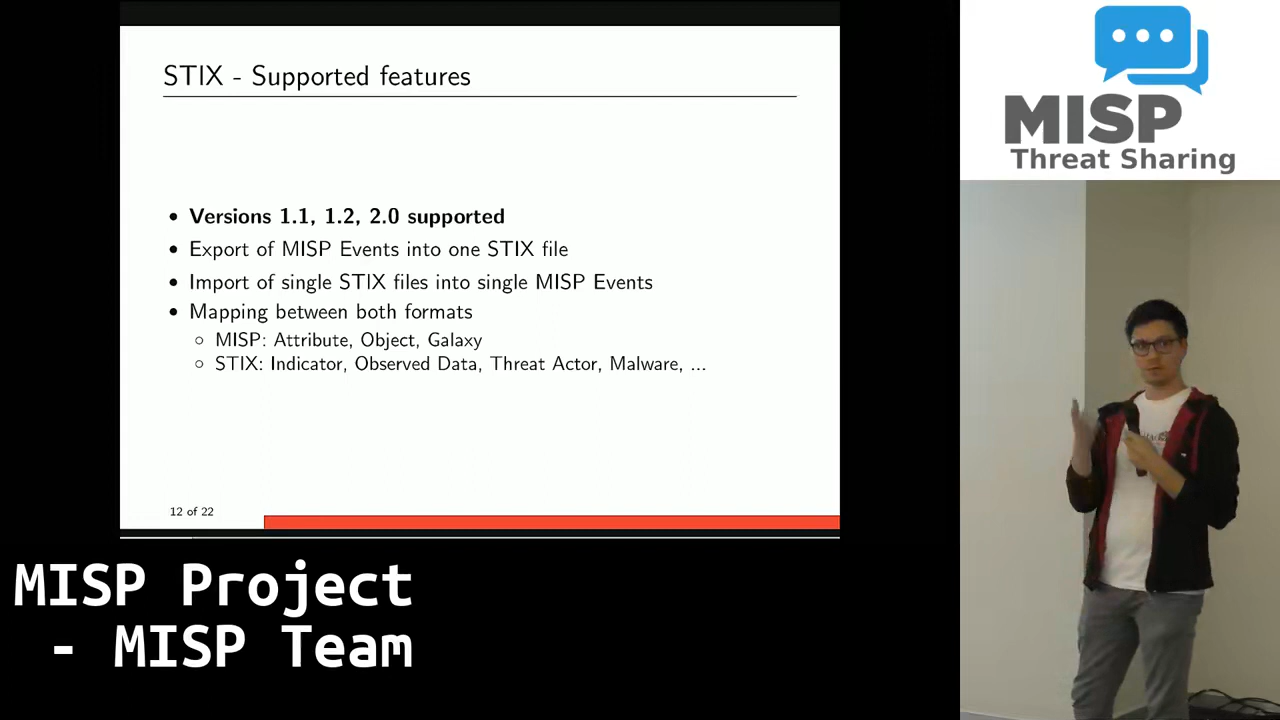 STIX - Supported features
• Versions 1.1, 1.2, 2.0 supported
• Export of MISP Events into one STIX file
• Import of single STIX files into single MISP Events
• Mapping between both formats
◦ MISP: Attribute, Object, Galaxy
◦ STIX: Indicator, Observed Data, Threat Actor, Malware, ...
12 of 22
MISP
Threat Sharing
MISP Project
- MISP Team